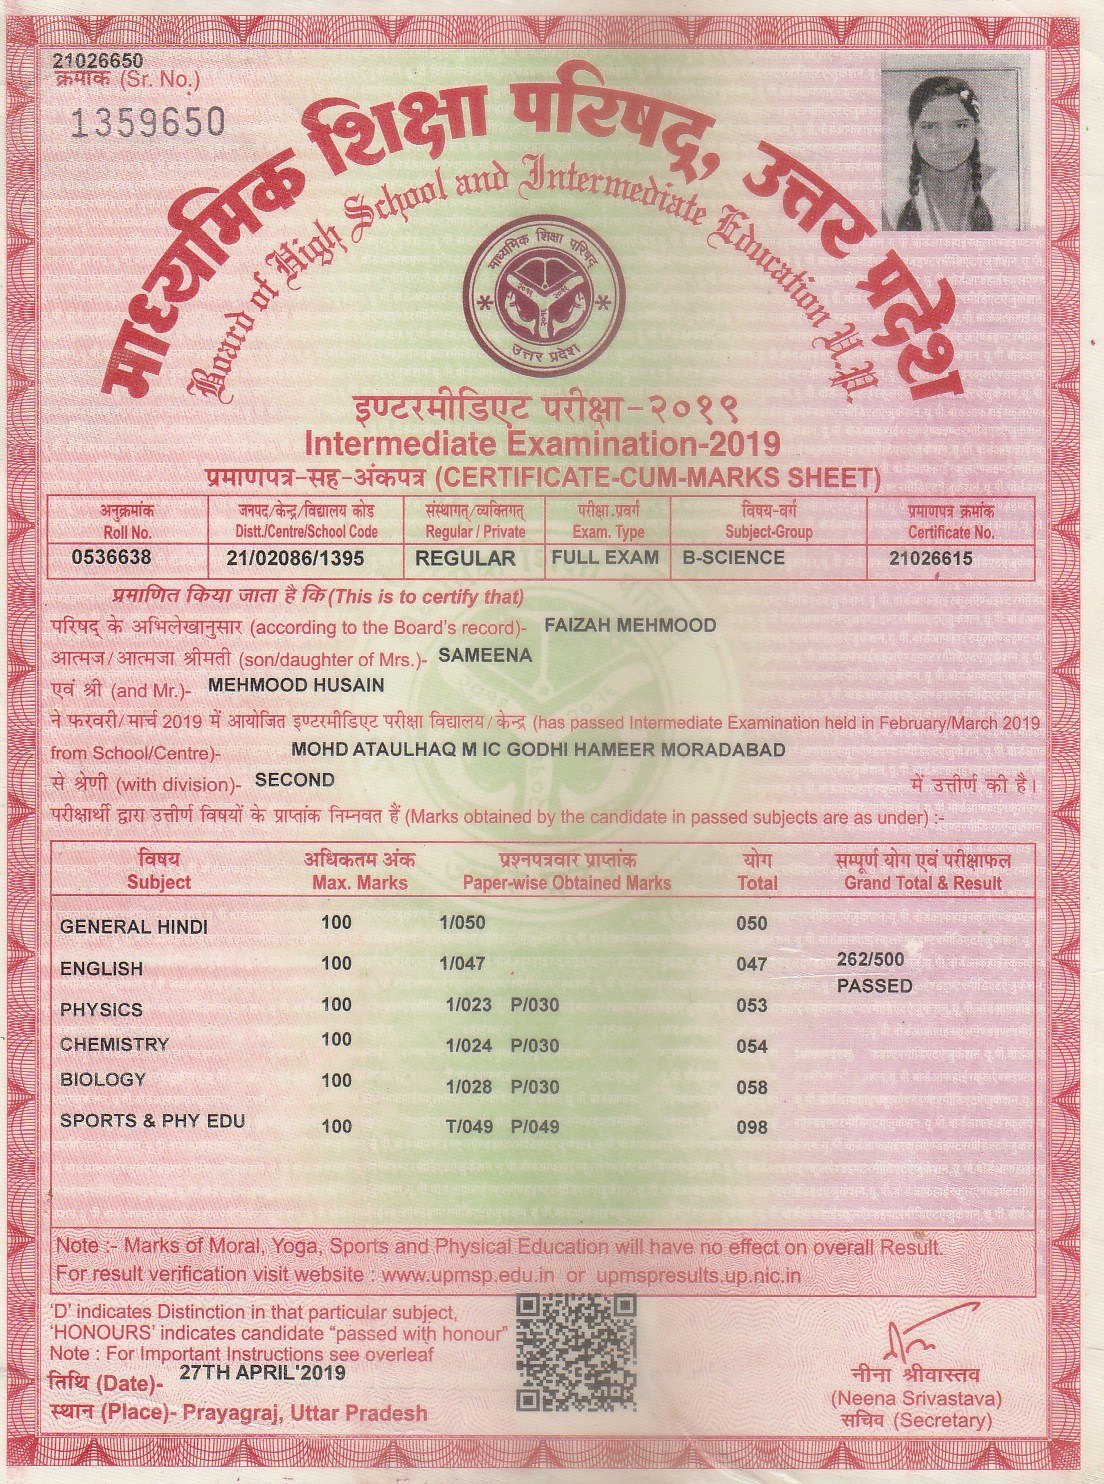 21026650
क्रमांक (Sr. No.)
1359650
माध्यमिक शिक्षा परिषद्, उत्तर प्रदेश
Board of High School and Intermediate Education U.P.
माध्यमिक शिक्षा परिषद्
उत्तर प्रदेश
इण्टरमीडिएट परीक्षा-२०१९
Intermediate Examination-2019
प्रमाणपत्र-सह-अंकपत्र (CERTIFICATE-CUM-MARKS SHEET)
अनुक्रमांक जनपद/केन्द्र/विद्यालय कोड संस्थागत्/व्यक्तिगत् परीक्षा.प्रवर्ग विषय-वर्ग प्रमाणपत्र क्रमांक
Roll No. Distt./Centre/School Code Regular / Private Exam. Type Subject-Group Certificate No.
0536638 21/02086/1395 REGULAR FULL EXAM B-SCIENCE 21026615
प्रमाणित किया जाता है कि (This is to certify that)
परिषद् के अभिलेखानुसार (according to the Board's record)- FAIZAH MEHMOOD
आत्मज/आत्मजा श्रीमती (son/daughter of Mrs.)- SAMEENA
एवं श्री (and Mr.)- MEHMOOD HUSAIN
ने फरवरी/मार्च 2019 में आयोजित इण्टरमीडिएट परीक्षा विद्यालय/केन्द्र (has passed Intermediate Examination held in February/March 2019
from School/Centre)- MOHD ATAULHAQ M IC GODHI HAMEER MORADABAD
से श्रेणी (with division)- SECOND में उत्तीर्ण की है।
परीक्षार्थी द्वारा उत्तीर्ण विषयों के प्राप्तांक निम्नवत हैं (Marks obtained by the candidate in passed subjects are as under) :-
विषय अधिकतम अंक प्रश्नपत्रवार प्राप्तांक योग सम्पूर्ण योग एवं परीक्षाफल
Subject Max. Marks Paper-wise Obtained Marks Total Grand Total & Result
GENERAL HINDI 100 1/050 050
ENGLISH 100 1/047 047 262/500
PASSED
PHYSICS 100 1/023 P/030 053
CHEMISTRY 100 1/024 P/030 054
BIOLOGY 100 1/028 P/030 058
SPORTS & PHY EDU 100 T/049 P/049 098
Note :- Marks of Moral, Yoga, Sports and Physical Education will have no effect on overall Result.
For result verification visit website : www.upmsp.edu.in or upmspresults.up.nic.in
'D' indicates Distinction in that particular subject,
'HONOURS' indicates candidate "passed with honour"
Note : For Important Instructions see overleaf
तिथि (Date)- 27TH APRIL'2019
स्थान (Place)- Prayagraj, Uttar Pradesh
नीना श्रीवास्तव
(Neena Srivastava)
सचिव (Secretary)